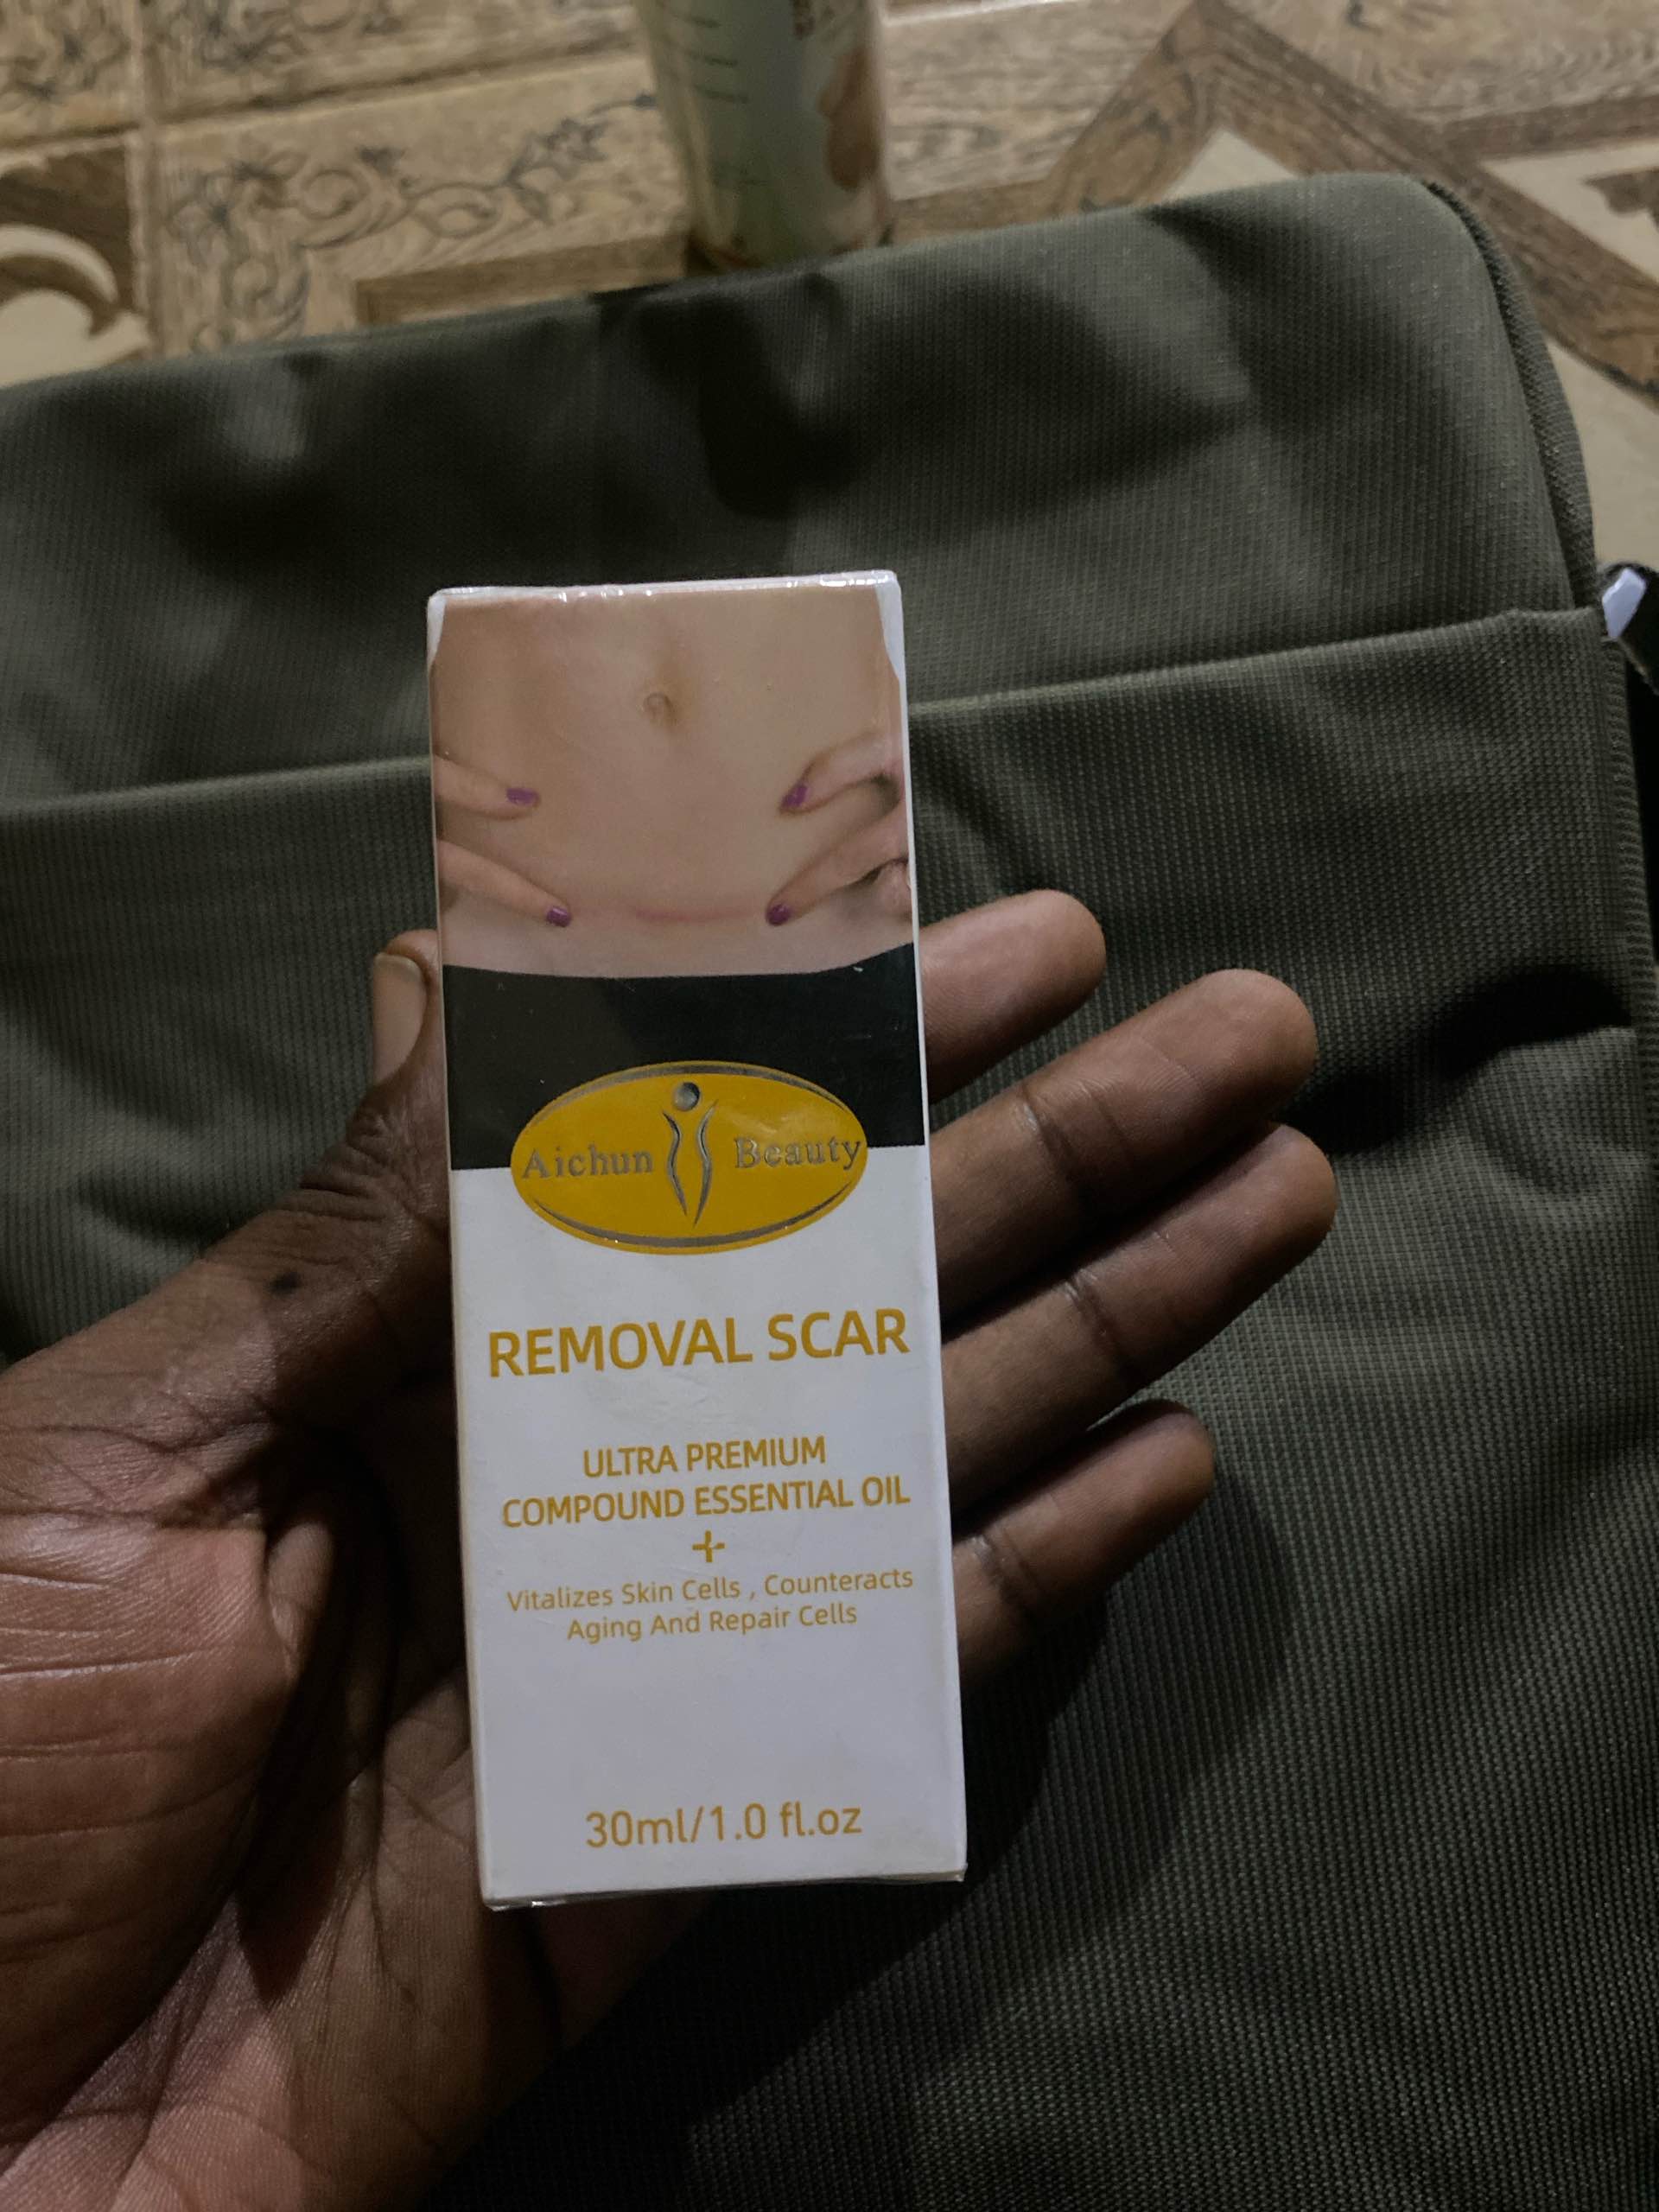 Aichun Beauty
REMOVAL SCAR
ULTRA PREMIUM
COMPOUND ESSENTIAL OIL
+
Vitalizes Skin Cells , Counteracts
Aging And Repair Cells
30ml/1.0 fl.oz